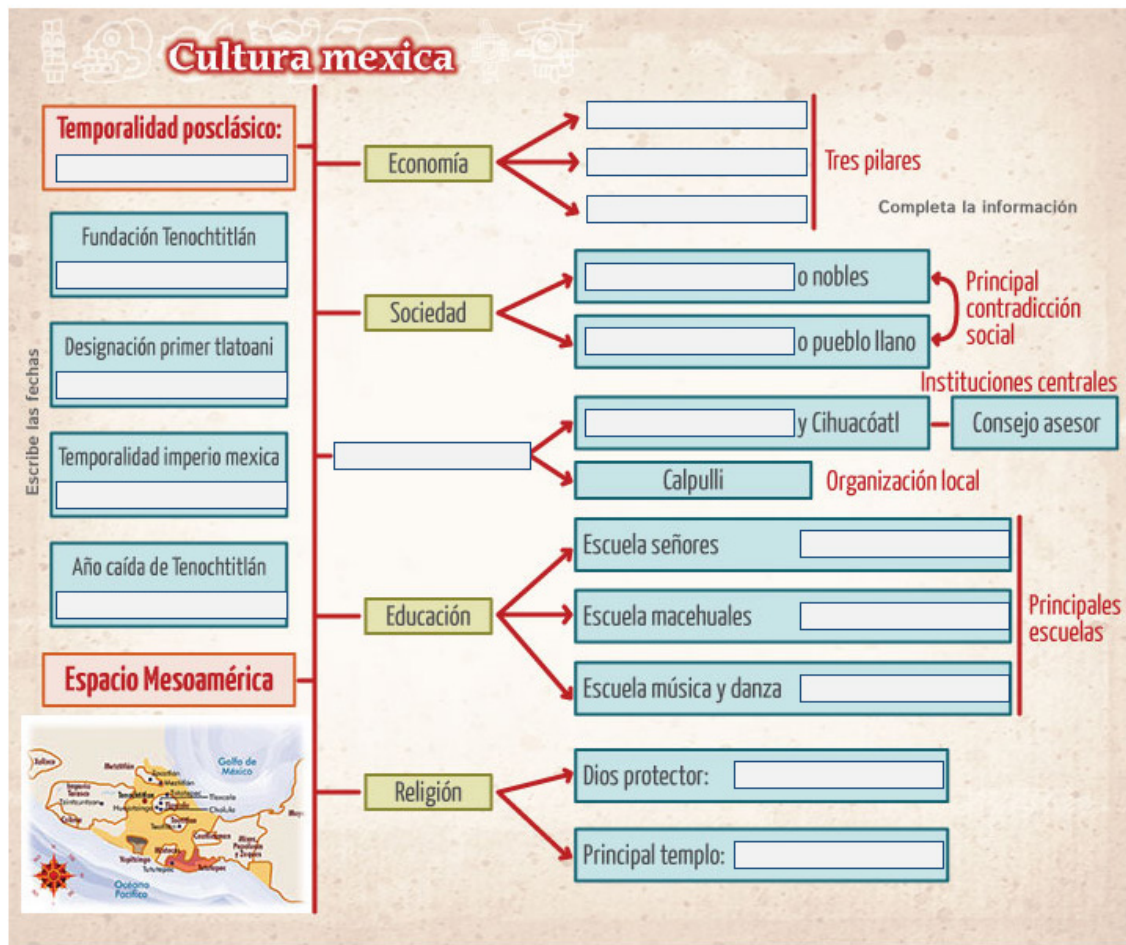 Cultura mexica
Temporalidad posclásico:
Fundación Tenochtitlán
Designación primer tlatoani
Temporalidad imperio mexica
Año caída de Tenochtitlán
Escribe las fechas
Espacio Mesoamérica
Golfo de
México
Océano
Pacífico
Tlaxcala
Cholula
Economía
Tres pilares
Completa la información
Sociedad
o nobles
o pueblo llano
Principal
contradicción
social
Instituciones centrales
y Cihuacóatl
Consejo asesor
Calpulli
Organización local
Educación
Escuela señores
Escuela macehuales
Escuela música y danza
Principales
escuelas
Religión
Dios protector:
Principal templo: